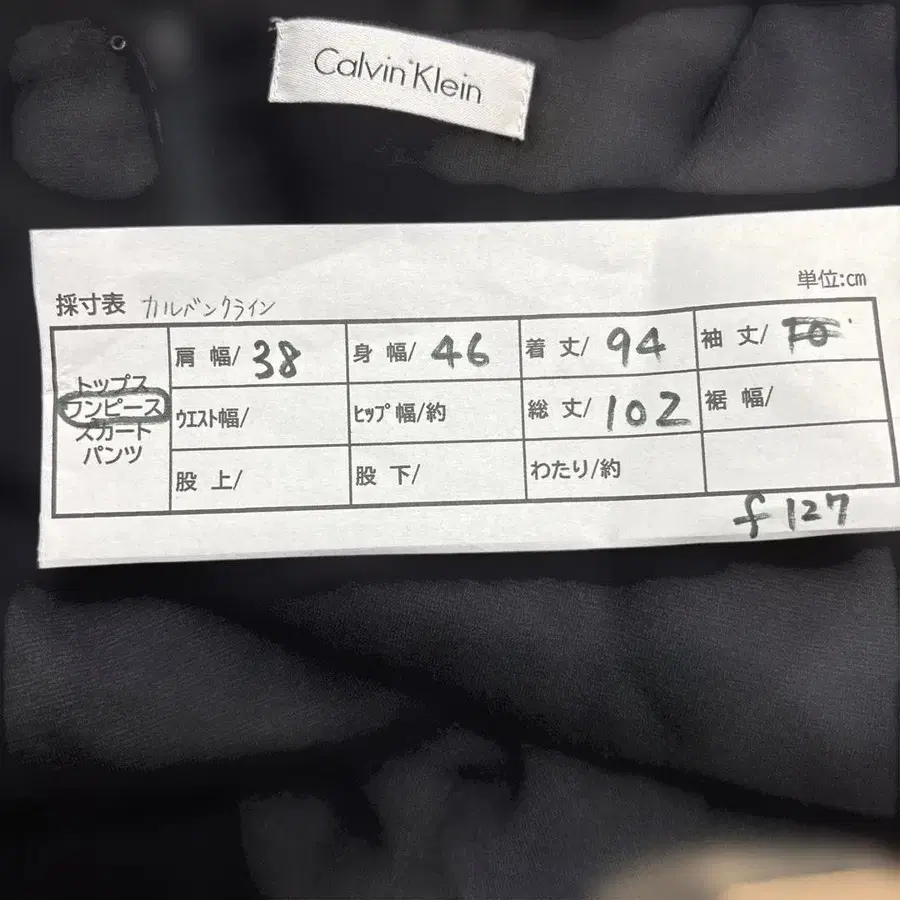 Calvin Klein
単位:cm
採寸表 カルバンクライン
トップス
ワンピース
スカート
パンツ
肩 幅/ 38
身 幅/ 46
着 丈/ 94
袖 丈/
ウエスト幅/
ヒップ幅/約
総 丈/ 102
裾 幅/
股 上/
股 下/
わたり/約
f 127